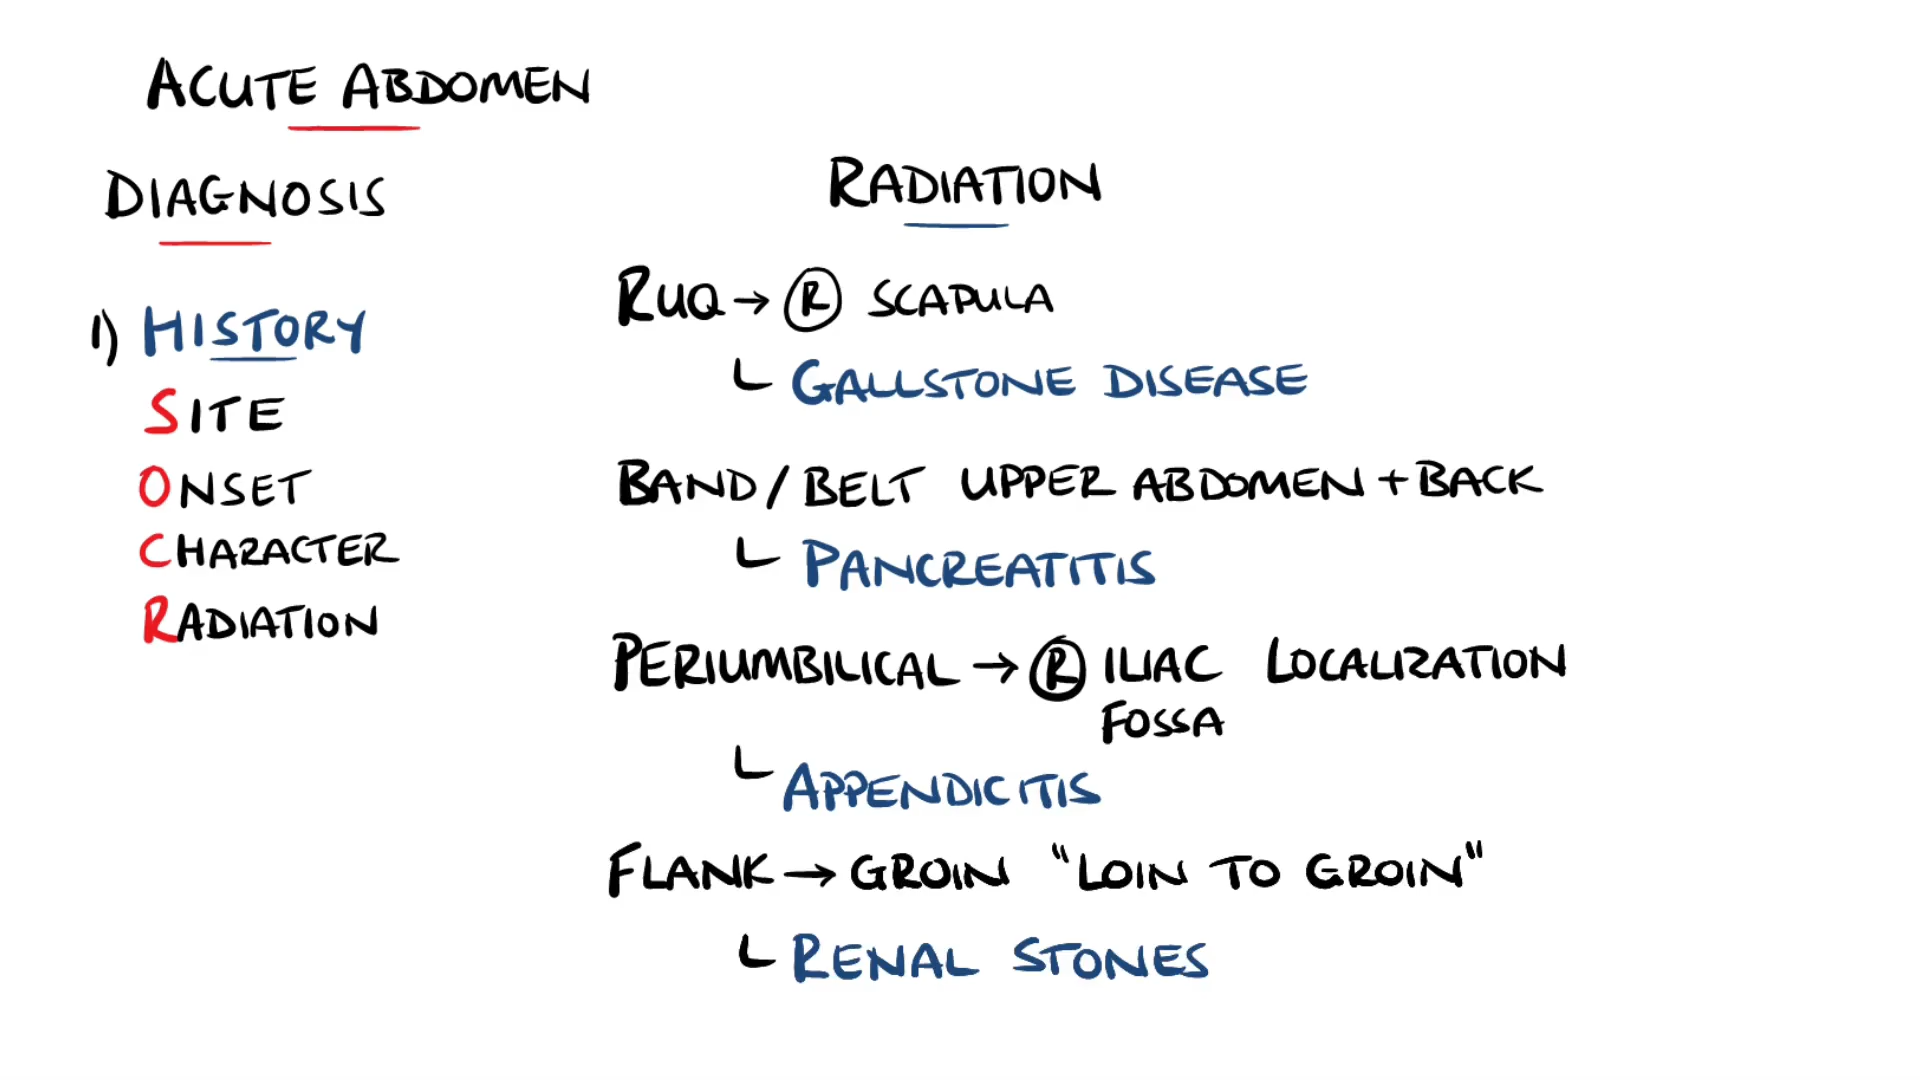 ACUTE ABDOMEN
DIAGNOSIS
1) HISTORY
SITE
ONSET
CHARACTER
RADIATION
RADIATION
RUQ → Ⓡ SCAPULA
GALLSTONE DISEASE
BAND / BELT UPPER ABDOMEN + BACK
PANCREATITIS
PERIUMBILICAL → Ⓡ ILIAC LOCALIZATION
FOSSA
APPENDICITIS
FLANK → GROIN "LOIN TO GROIN"
RENAL STONES